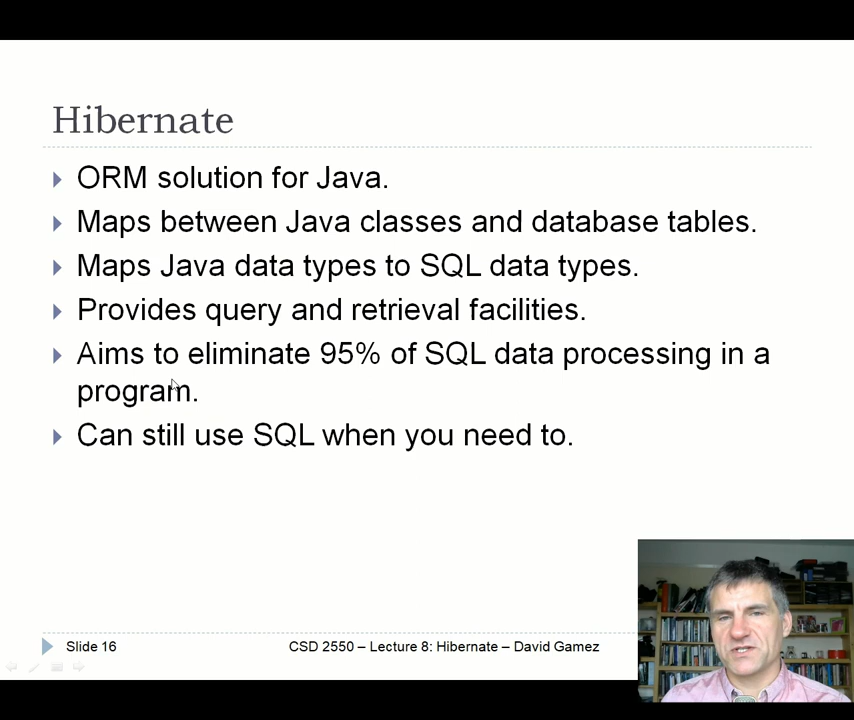 Hibernate
ORM solution for Java.
Maps between Java classes and database tables.
Maps Java data types to SQL data types.
Provides query and retrieval facilities.
Aims to eliminate 95% of SQL data processing in a
program.
Can still use SQL when you need to.
Slide 16
CSD 2550 – Lecture 8: Hibernate – David Gamez